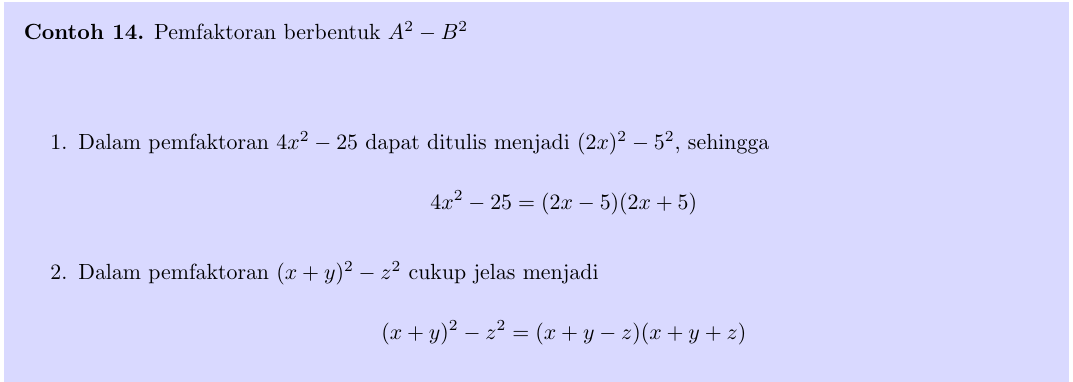 Contoh 14. Pemfaktoran berbentuk A² − B²
1. Dalam pemfaktoran 4x² − 25 dapat ditulis menjadi (2x)² − 5², sehingga
4x² − 25 = (2x − 5)(2x + 5)
2. Dalam pemfaktoran (x + y)² − z² cukup jelas menjadi
(x + y)² − z² = (x + y − z)(x + y + z)